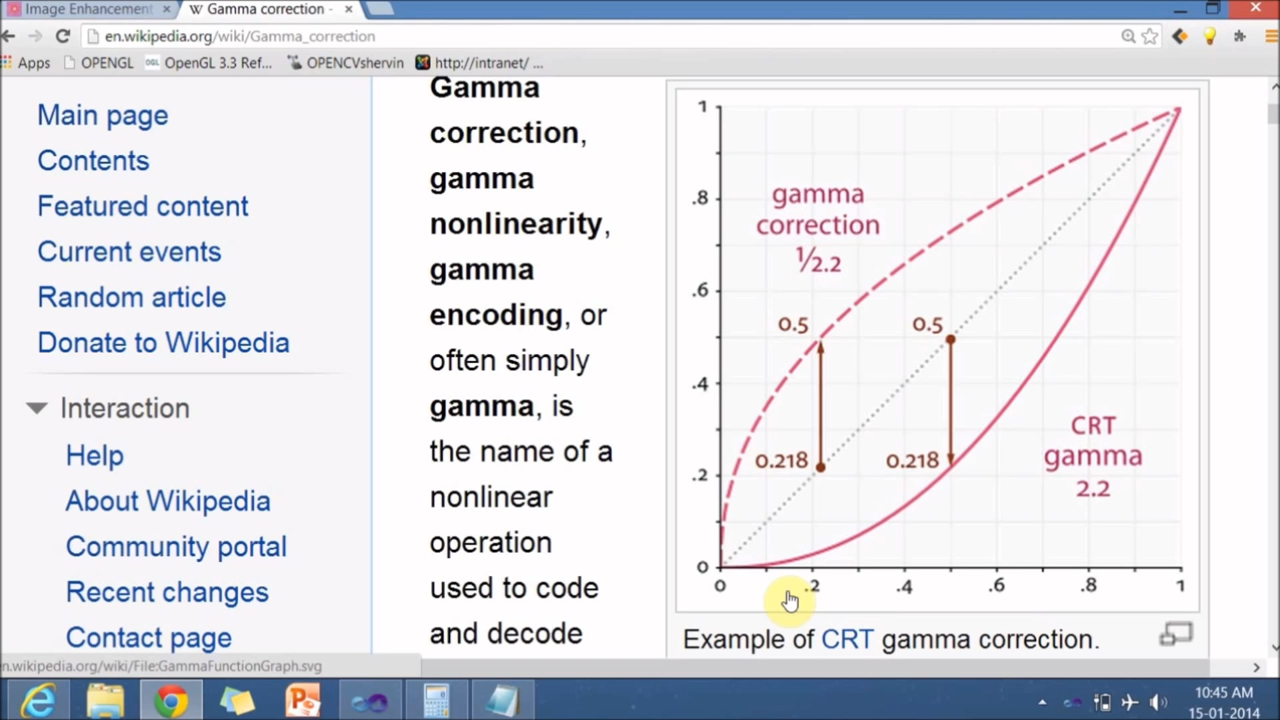 Image Enhancement
W Gamma correction -
en.wikipedia.org/wiki/Gamma_correction
Apps OPENGL OpenGL 3.3 Ref... OPENCVshervin http://intranet/ ...
Main page
Contents
Featured content
Current events
Random article
Donate to Wikipedia
Interaction
Help
About Wikipedia
Community portal
Recent changes
Contact page
Gamma
correction,
gamma
nonlinearity,
gamma
encoding, or
often simply
gamma, is
the name of a
nonlinear
operation
used to code
and decode
1
.8
.6
.4
.2
0
gamma
correction
1/2.2
0.5 0.5
0.218 0.218
CRT
gamma
2.2
0 .2 .4 .6 .8 1
Example of CRT gamma correction.
n.wikipedia.org/wiki/File:GammaFunctionGraph.svg
10:45 AM
15-01-2014